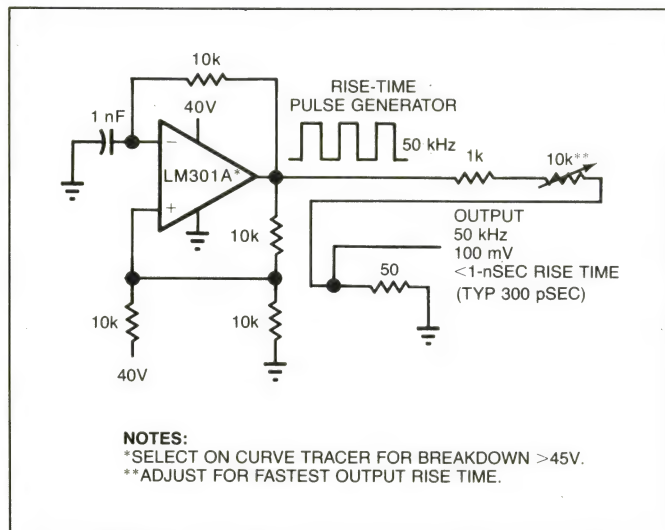 10k
RISE-TIME
PULSE GENERATOR
1 nF
40V
50 kHz
−
LM301A*
+
1k
10k**
10k
OUTPUT
50 kHz
100 mV
<1-nSEC RISE TIME
(TYP 300 pSEC)
50
10k
10k
40V
NOTES:
*SELECT ON CURVE TRACER FOR BREAKDOWN >45V.
**ADJUST FOR FASTEST OUTPUT RISE TIME.